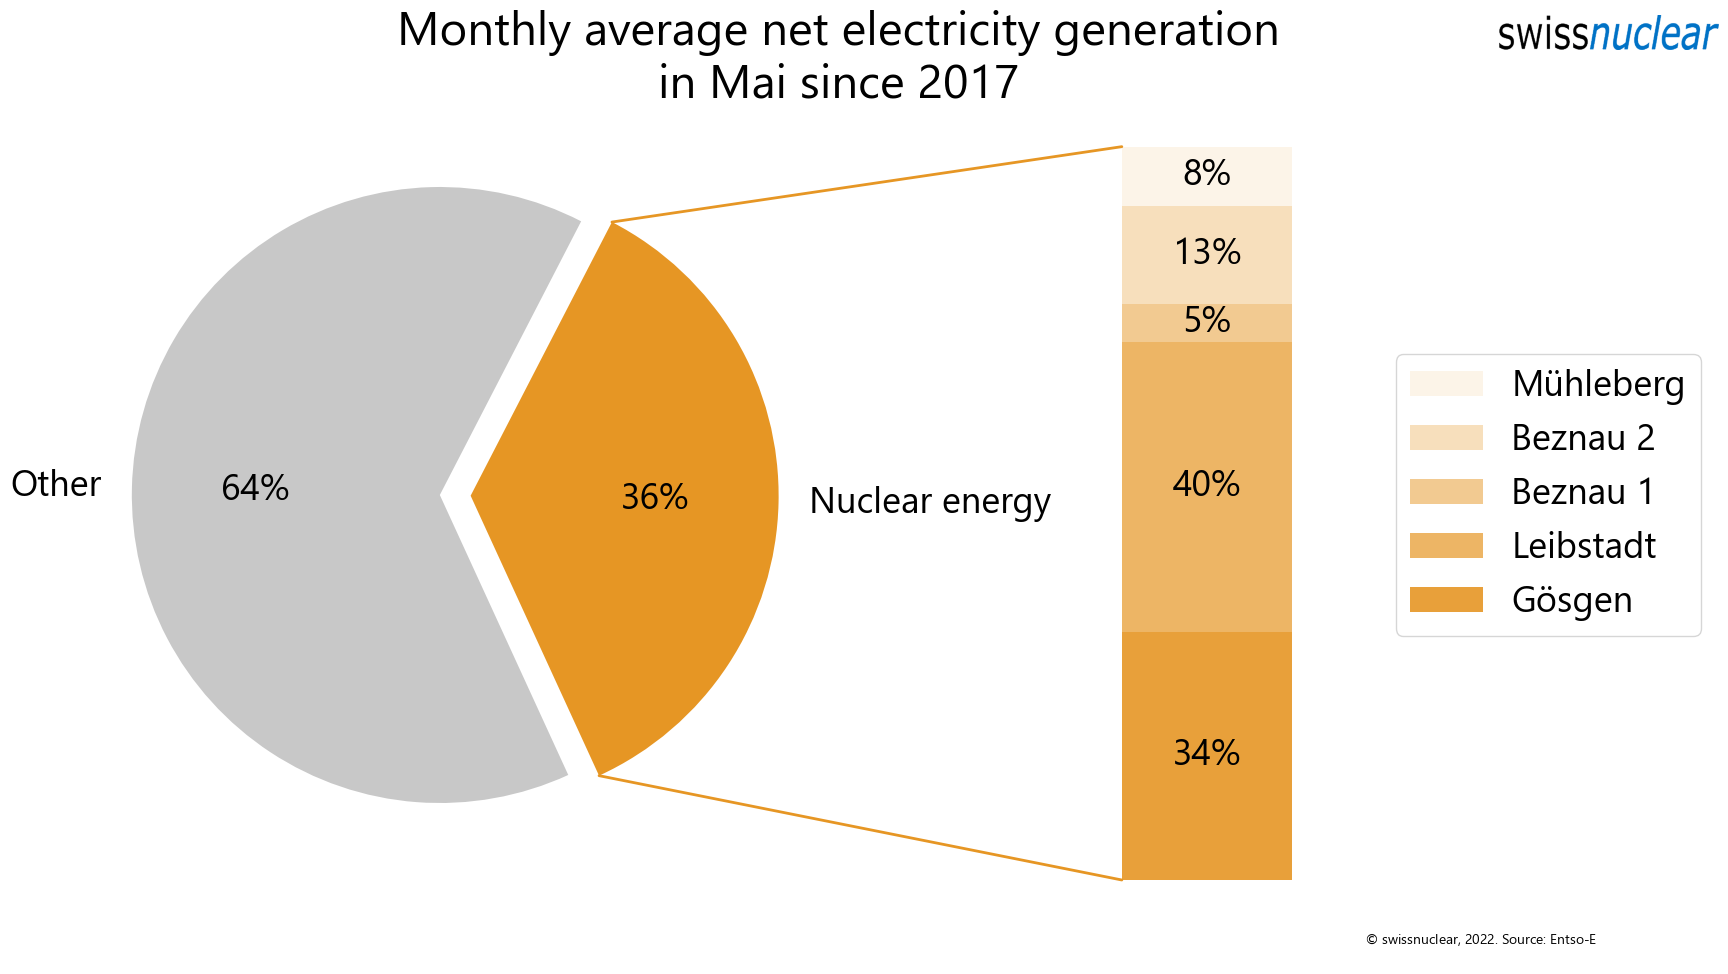 Monthly average net electricity generation
in Mai since 2017
swissnuclear
Other
64%
36%
Nuclear energy
8%
13%
5%
40%
34%
Mühleberg
Beznau 2
Beznau 1
Leibstadt
Gösgen
© swissnuclear, 2022. Source: Entso-E